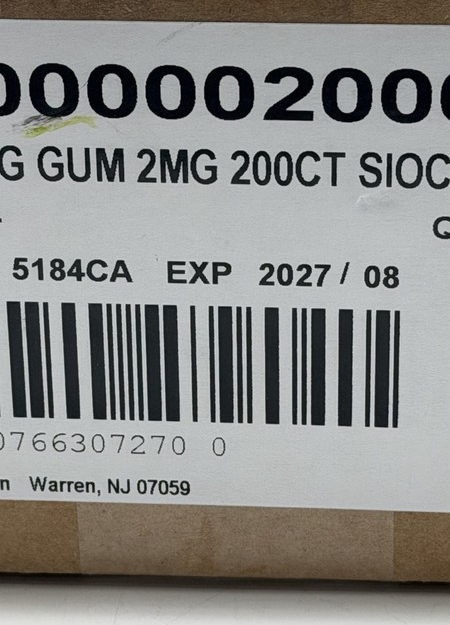 000002000
G GUM 2MG 200CT SIOC
Q
5184CA EXP 2027/ 08
0766307270 0
n Warren, NJ 07059